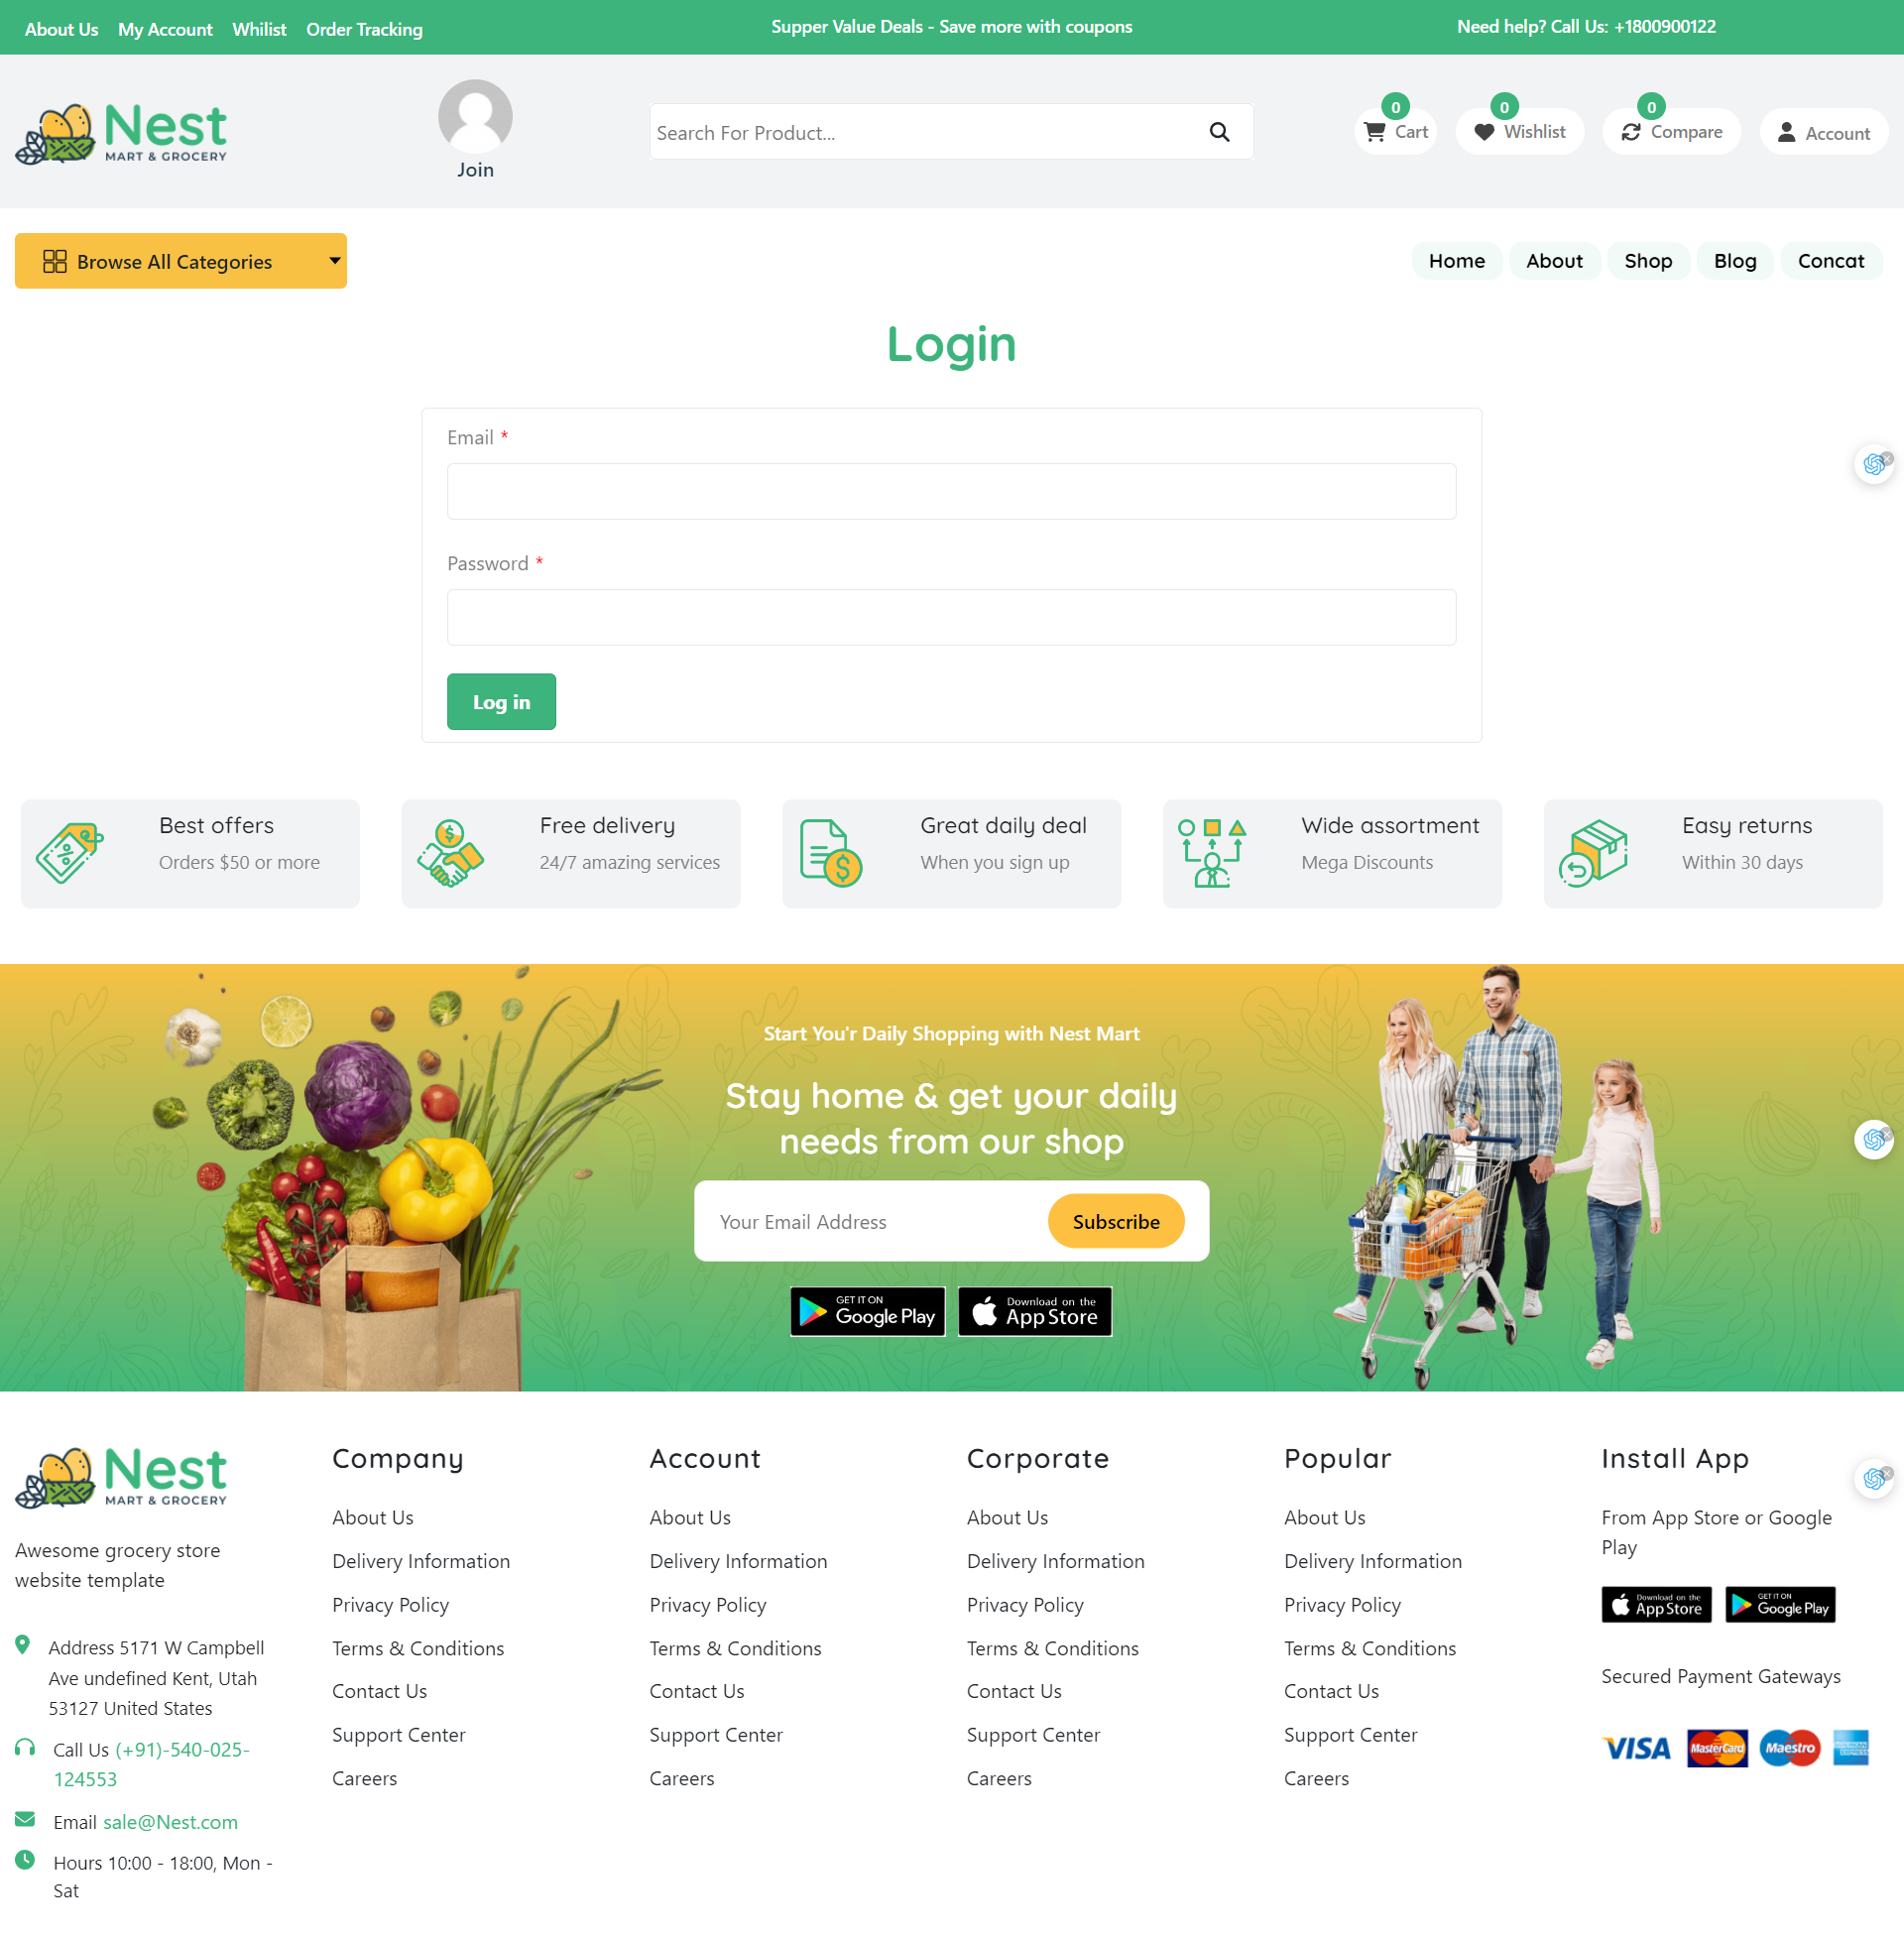 About Us My Account Whilist Order Tracking
Supper Value Deals - Save more with coupons
Need help? Call Us: +1800900122
Nest
MART & GROCERY
Join
Search For Product...
0
Cart
0
Wishlist
0
Compare
Account
Browse All Categories
Home About Shop Blog Concat
Login
Email *
Password *
Log in
Best offers
Orders $50 or more
Free delivery
24/7 amazing services
Great daily deal
When you sign up
Wide assortment
Mega Discounts
Easy returns
Within 30 days
Start You'r Daily Shopping with Nest Mart
Stay home & get your daily
needs from our shop
Your Email Address
Subscribe
GET IT ON
Google Play
Download on the
App Store
Nest
MART & GROCERY
Awesome grocery store
website template
Address 5171 W Campbell
Ave undefined Kent, Utah
53127 United States
Call Us (+91)-540-025-
124553
Email sale@Nest.com
Hours 10:00 - 18:00, Mon -
Sat
Company
About Us
Delivery Information
Privacy Policy
Terms & Conditions
Contact Us
Support Center
Careers
Account
About Us
Delivery Information
Privacy Policy
Terms & Conditions
Contact Us
Support Center
Careers
Corporate
About Us
Delivery Information
Privacy Policy
Terms & Conditions
Contact Us
Support Center
Careers
Popular
About Us
Delivery Information
Privacy Policy
Terms & Conditions
Contact Us
Support Center
Careers
Install App
From App Store or Google
Play
Download on the
App Store
GET IT ON
Google Play
Secured Payment Gateways
VISA
MasterCard
Maestro
AMERICAN
EXPRESS